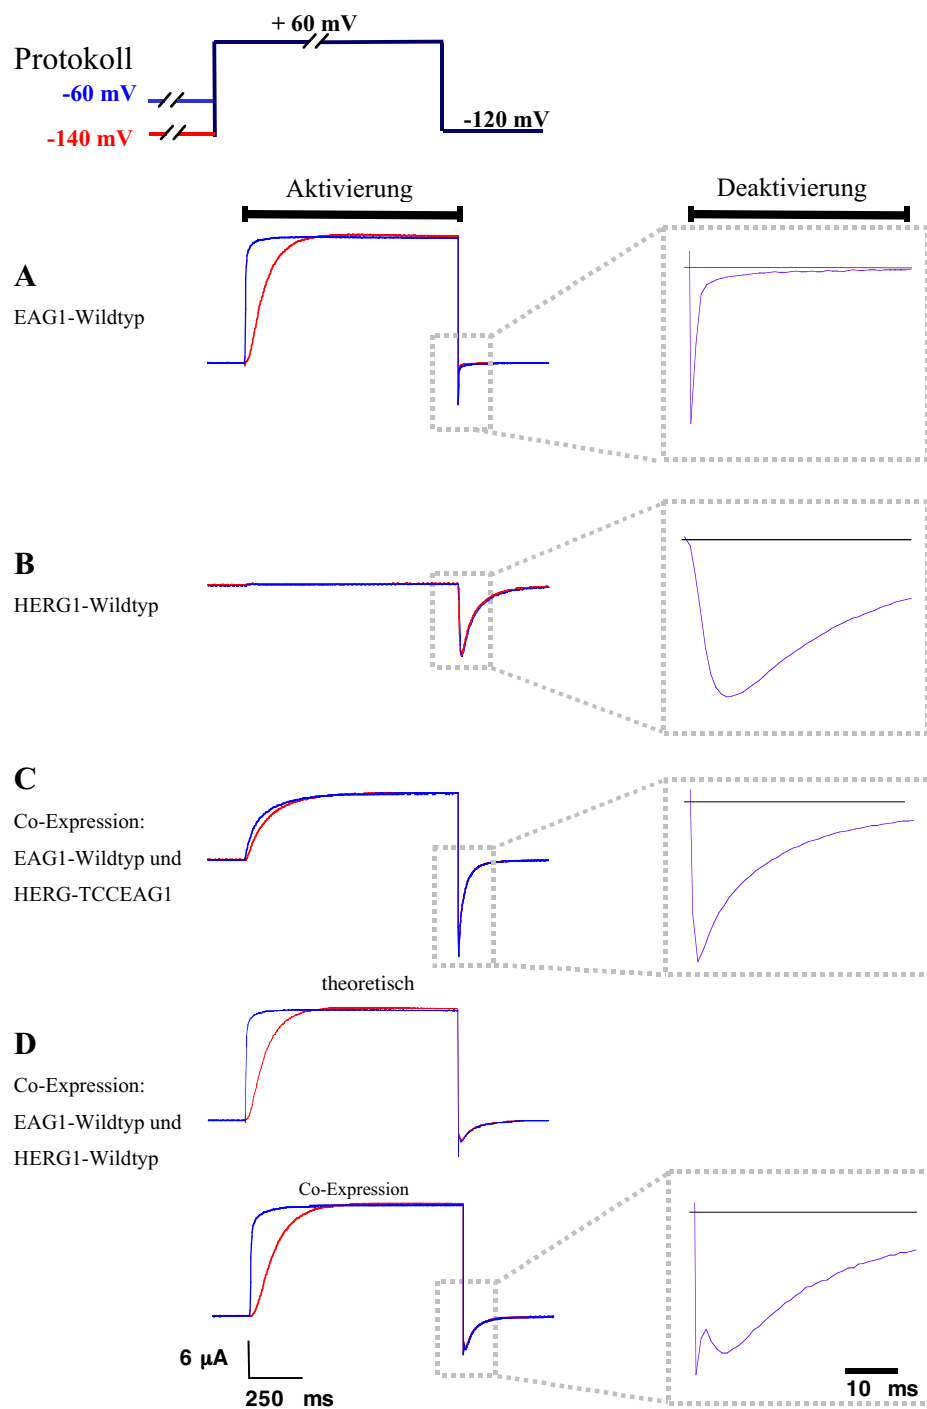 + 60 mV
Protokoll
-60 mV
-140 mV
-120 mV
Aktivierung
Deaktivierung
A
EAG1-Wildtyp
B
HERG1-Wildtyp
C
Co-Expression:
EAG1-Wildtyp und
HERG-TCCEAG1
theoretisch
D
Co-Expression:
EAG1-Wildtyp und
HERG1-Wildtyp
Co-Expression
6 µA
250 ms
10 ms